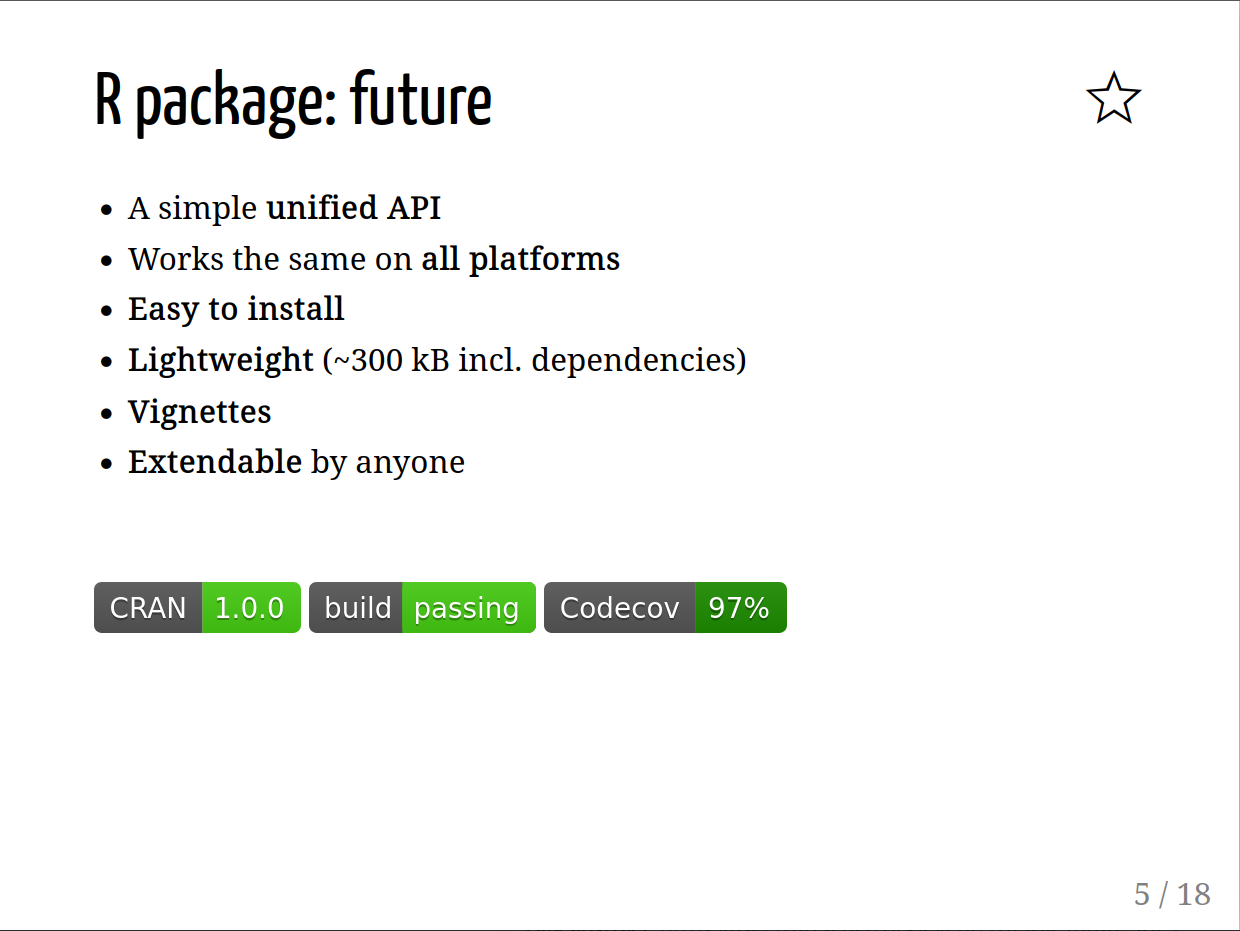 R package: future
• A simple unified API
• Works the same on all platforms
• Easy to install
• Lightweight (~300 kB incl. dependencies)
• Vignettes
• Extendable by anyone
CRAN 1.0.0 build passing Codecov 97%
5 / 18